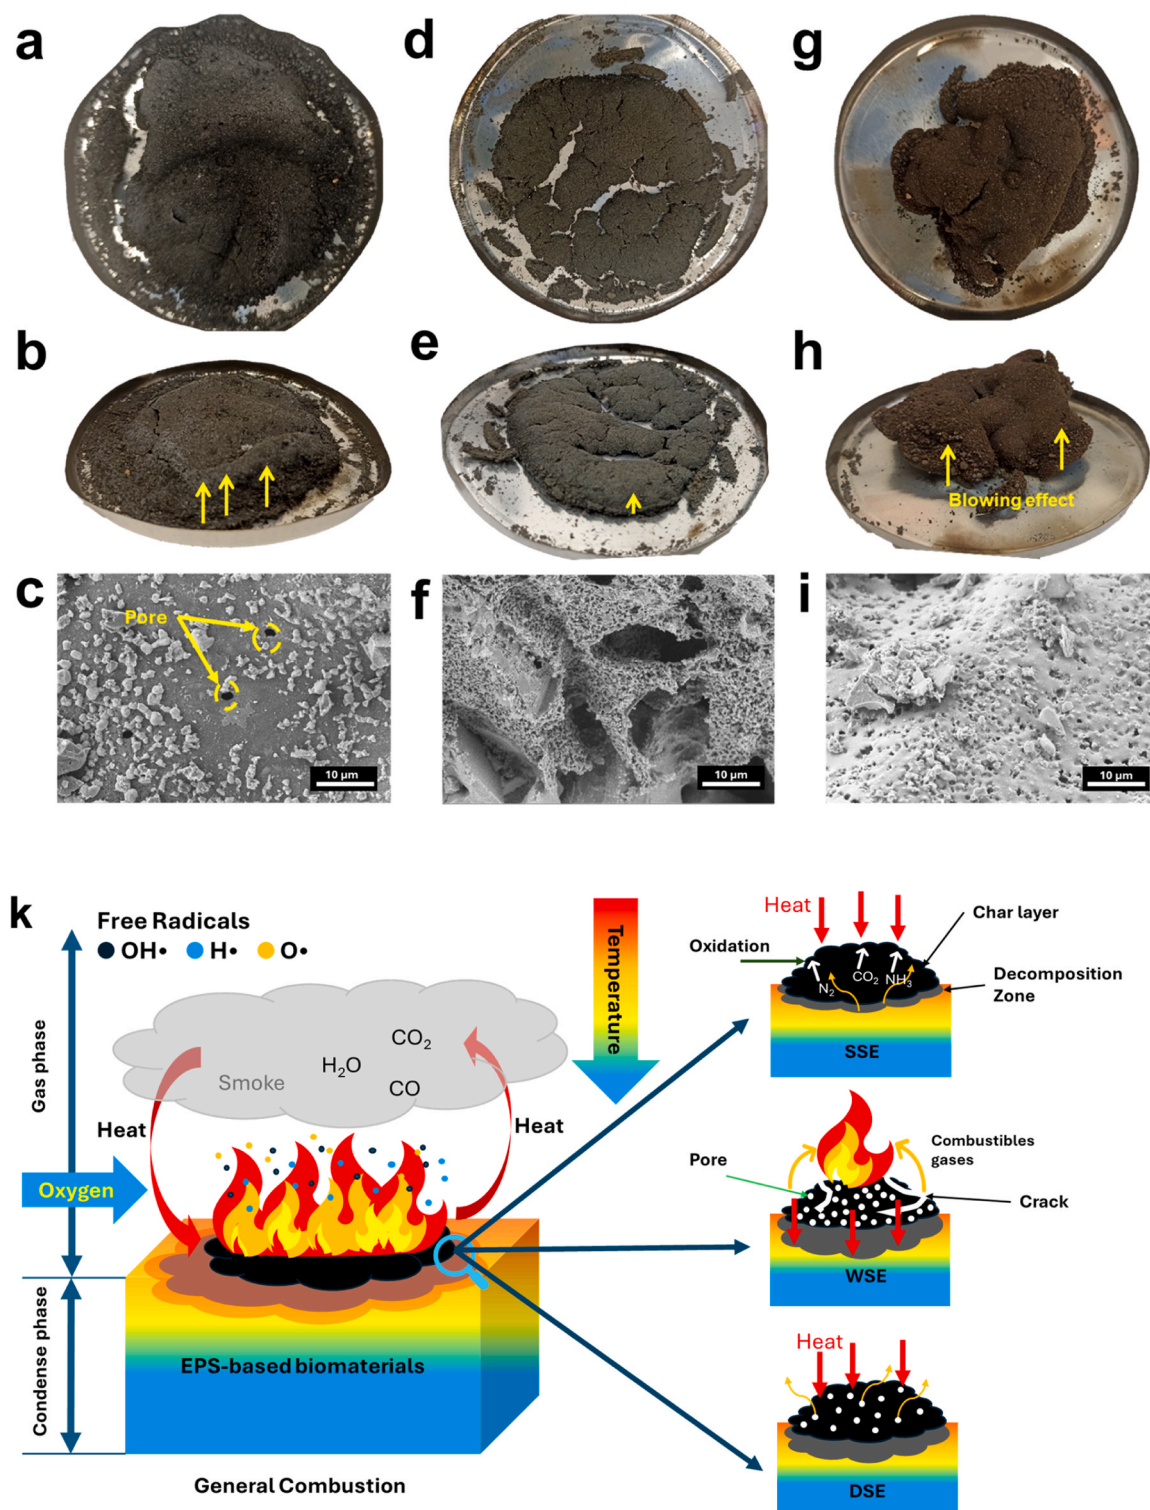 a
d
g
b
e
h
Blowing effect
c
f
i
Pore
10 µm
10 µm
10 µm
k
Free Radicals
OH•
H•
O•
Gas phase
Condense phase
Smoke
CO₂
H₂O
CO
Heat
Heat
Oxygen
EPS-based biomaterials
General Combustion
Temperature
Heat
Oxidation
Char layer
Decomposition
Zone
N₂
CO₂
NH₃
SSE
Pore
Combustibles
gases
Crack
WSE
Heat
DSE